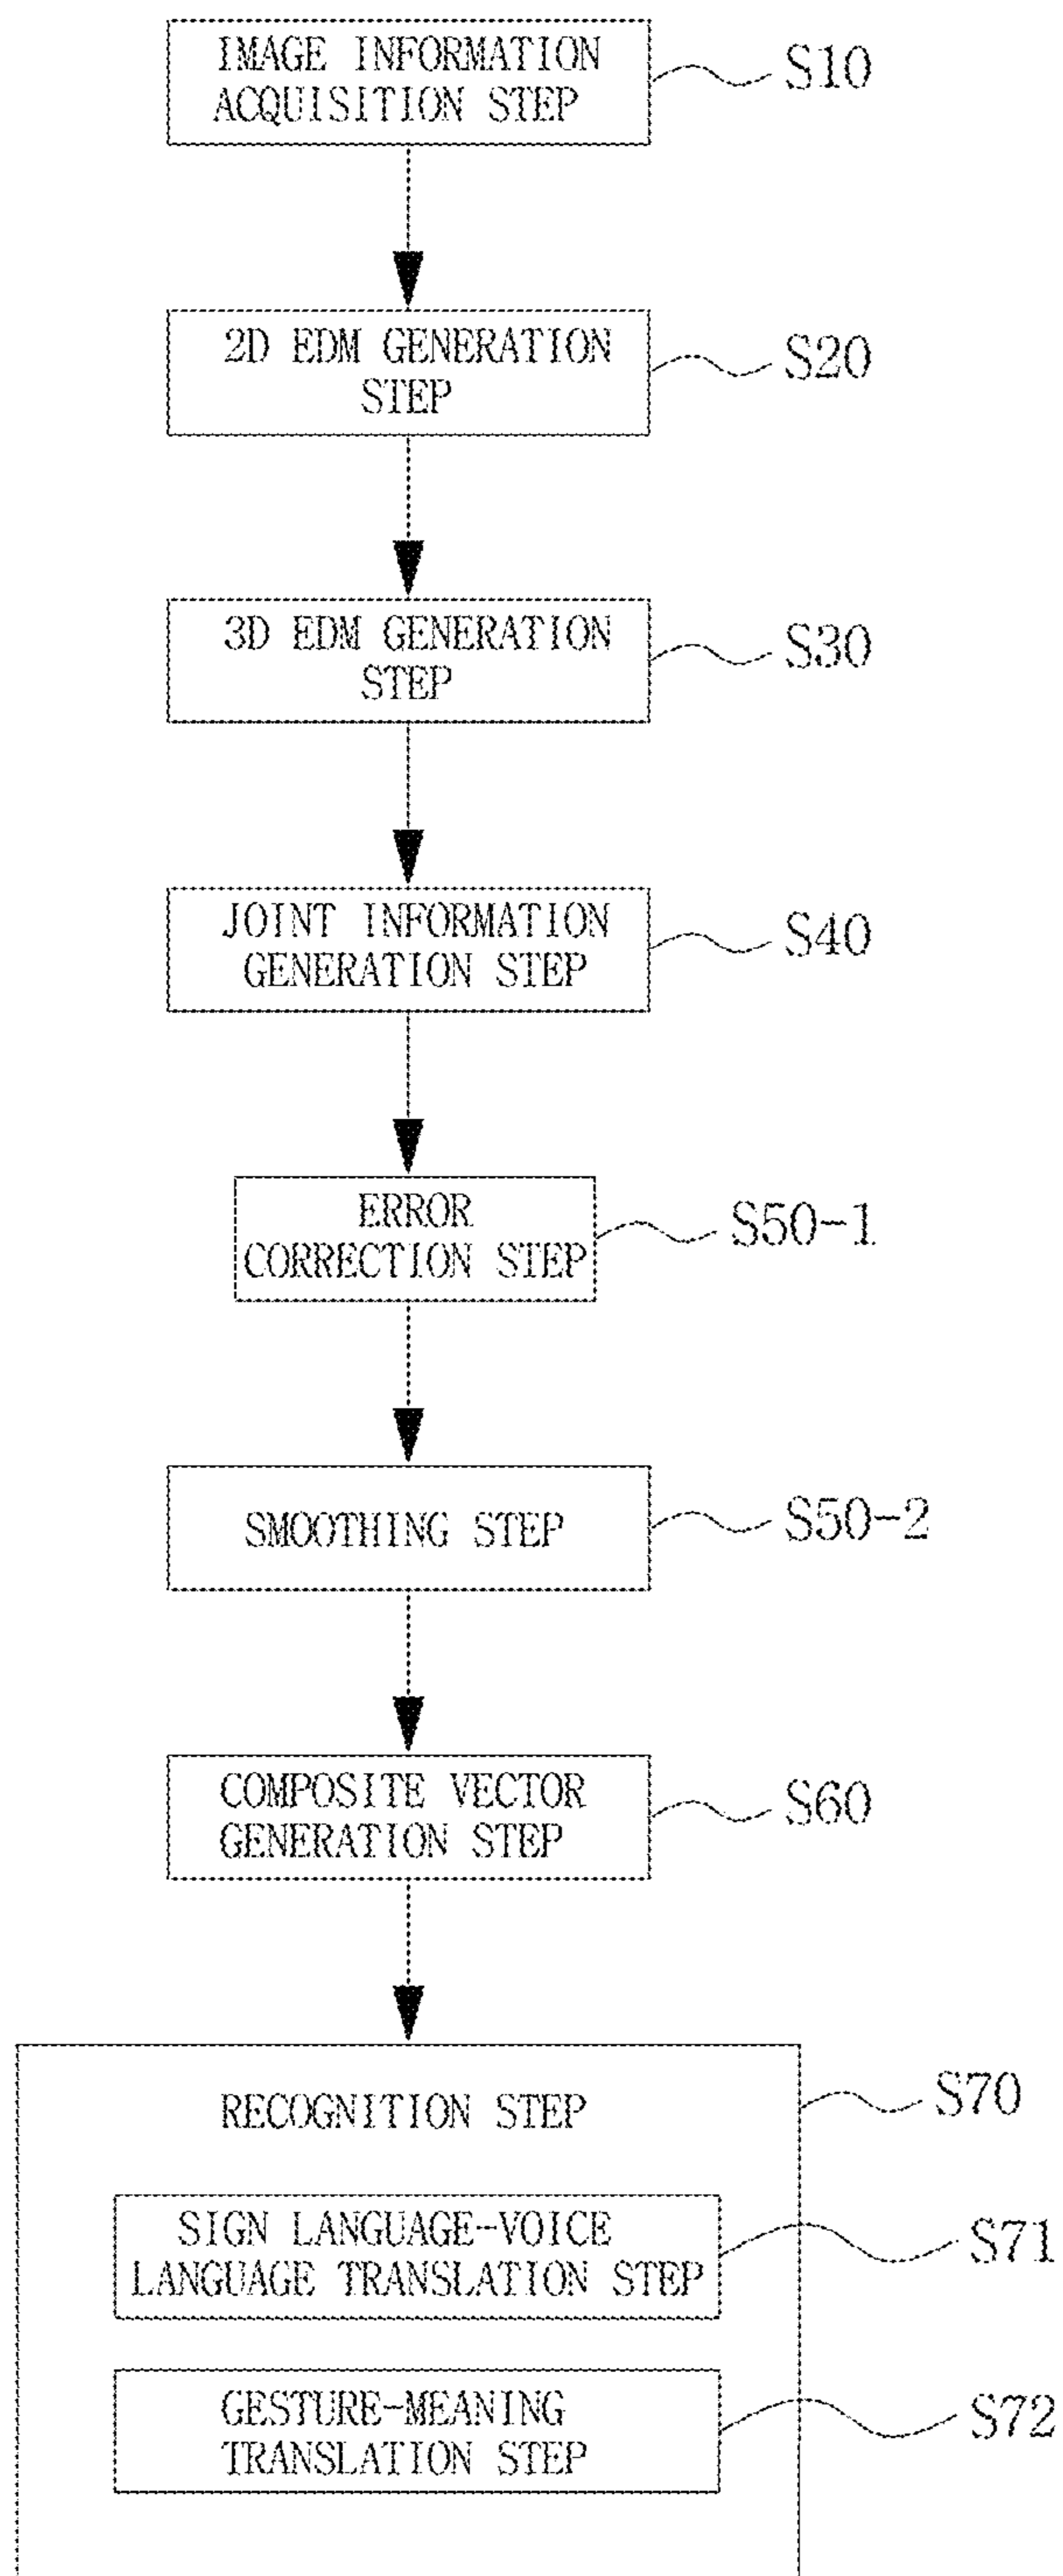 IMAGE INFORMATION
ACQUISITION STEP
S10
2D EDM GENERATION
STEP
S20
3D EDM GENERATION
STEP
S30
JOINT INFORMATION
GENERATION STEP
S40
ERROR
CORRECTION STEP
S50-1
SMOOTHING STEP
S50-2
COMPOSITE VECTOR
GENERATION STEP
S60
RECOGNITION STEP
S70
SIGN LANGUAGE-VOICE
LANGUAGE TRANSLATION STEP
S71
GESTURE-MEANING
TRANSLATION STEP
S72